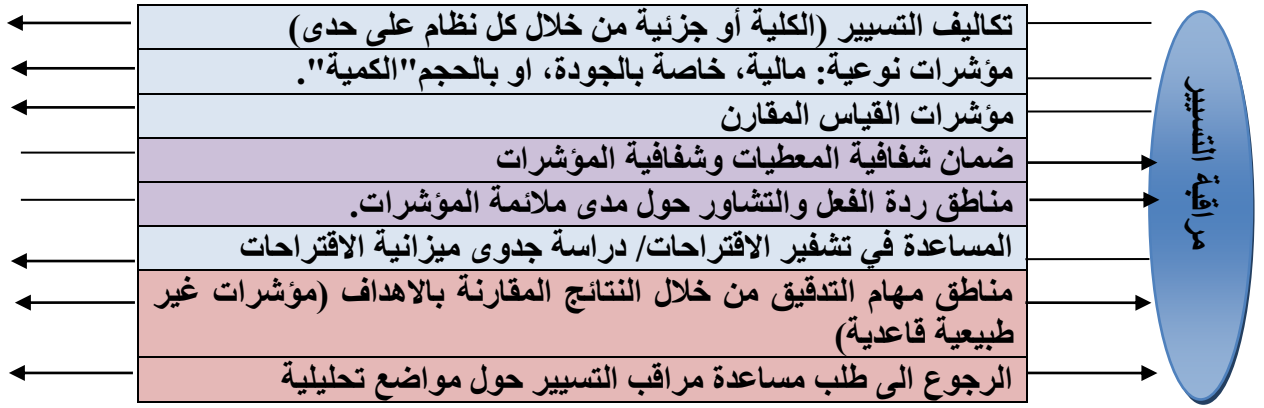 تكاليف التسيير (الكلية أو جزئية من خلال كل نظام على حدى)
مؤشرات نوعية: مالية، خاصة بالجودة، او بالحجم"الكمية".
مؤشرات القياس المقارن
ضمان شفافية المعطيات وشفافية المؤشرات
مناطق ردة الفعل والتشاور حول مدى ملائمة المؤشرات.
المساعدة في تشفير الاقتراحات/ دراسة جدوى ميزانية الاقتراحات
مناطق مهام التدقيق من خلال النتائج المقارنة بالاهداف (مؤشرات غير
طبيعية قاعدية)
الرجوع الى طلب مساعدة مراقب التسيير حول مواضع تحليلية
مراقبة التسيير